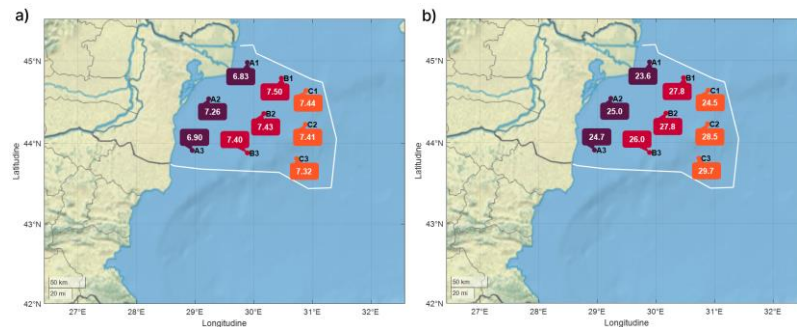 a)
45°N
44°N
43°N
42°N
Latitudine
27°E
28°E
29°E
30°E
31°E
32°E
Longitudine
50 km
20 mi
A1
6.83
B1
7.50
C1
7.44
A2
7.26
B2
7.43
C2
7.41
6.90
A3
7.40
B3
C3
7.32
b)
45°N
44°N
43°N
42°N
Latitudine
27°E
28°E
29°E
30°E
31°E
32°E
Longitudine
50 km
20 mi
A1
23.6
B1
27.8
C1
24.5
A2
25.0
B2
27.8
C2
28.5
24.7
A3
26.0
B3
C3
29.7